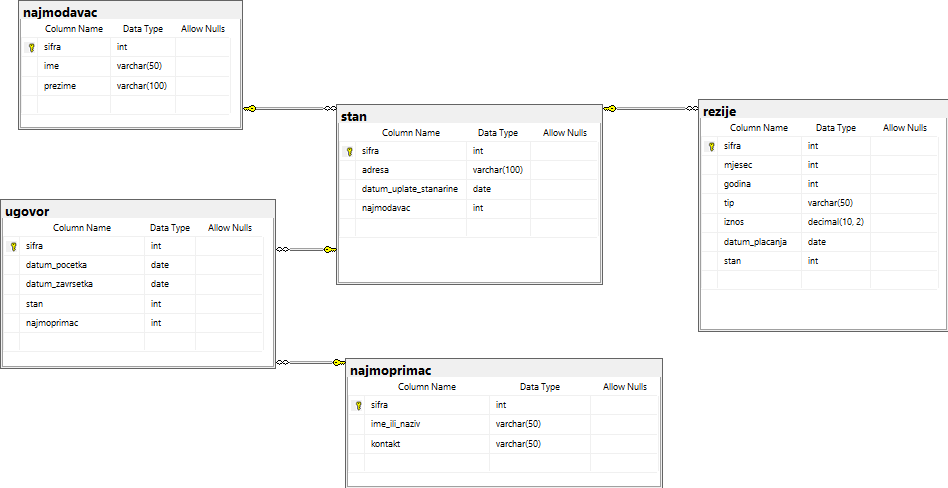 najmodavac
Column Name Data Type Allow Nulls
sifra int
ime varchar(50)
prezime varchar(100)
stan
Column Name Data Type Allow Nulls
sifra int
adresa varchar(100)
datum_uplate_stanarine date
najmodavac int
rezije
Column Name Data Type Allow Nulls
sifra int
mjesec int
godina int
tip varchar(50)
iznos decimal(10, 2)
datum_placanja date
stan int
ugovor
Column Name Data Type Allow Nulls
sifra int
datum_pocetka date
datum_zavrsetka date
stan int
najmoprimac int
najmoprimac
Column Name Data Type Allow Nulls
sifra int
ime_ili_naziv varchar(50)
kontakt varchar(50)